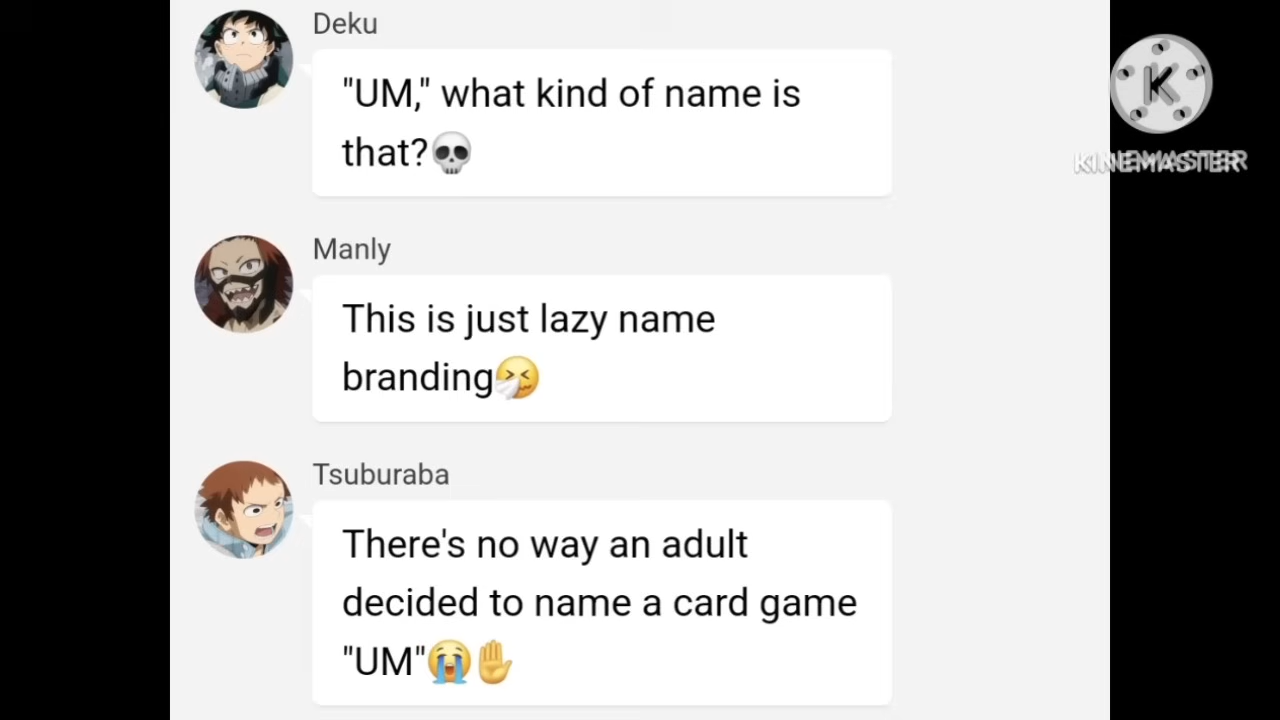 Deku
"UM," what kind of name is
that?💀
Manly
This is just lazy name
branding🤧
Tsuburaba
There's no way an adult
decided to name a card game
"UM"😭✋
K
KINEMASTER